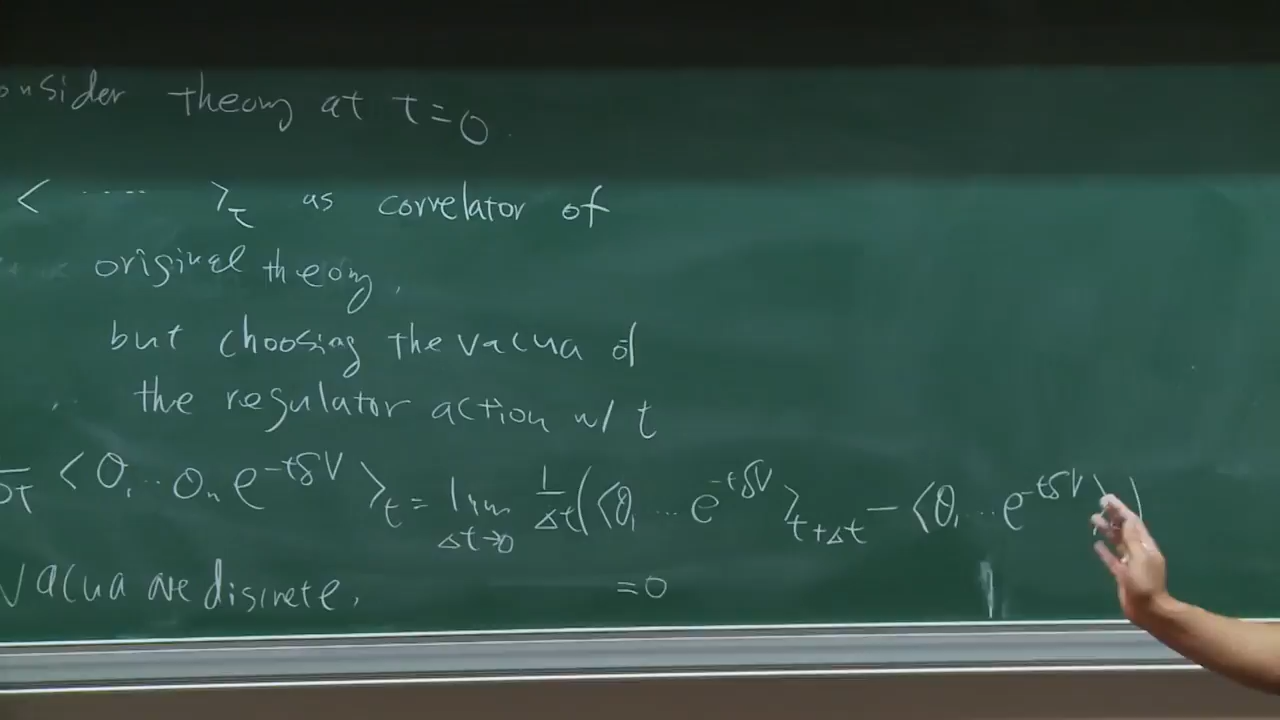 onsider theory at t=0.
< ..... >_t as correlator of
original theory,
but choosing the vacua of
the regulator action w/ t
<O_1...O_n e^{-tδV}>_t = lim_{Δt→0} 1/Δt (<O_1 ... e^{-tδV}>_{t+Δt} - <O_1...e^{-tδV}> )
Vacua are discrete. =0